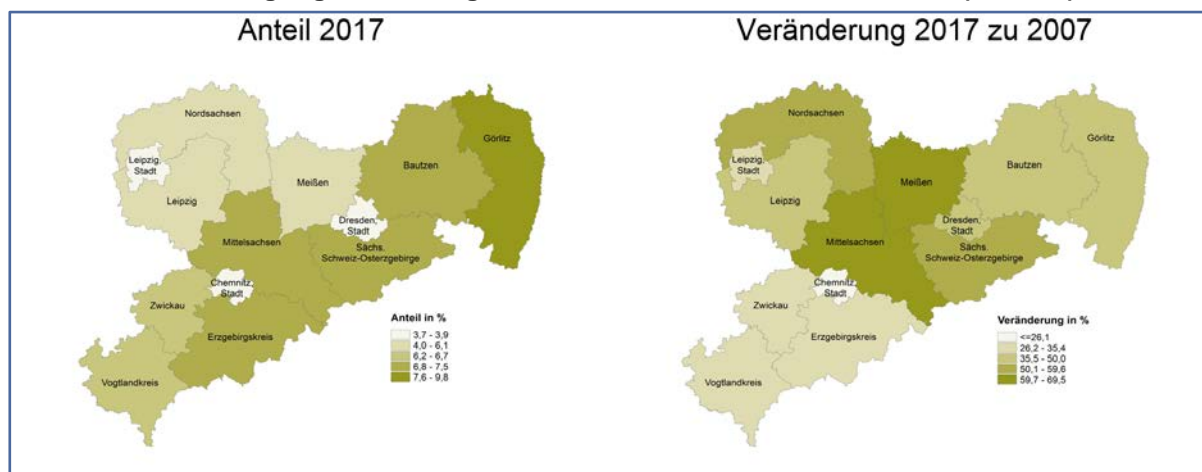 Anteil 2017
Nordsachsen
Görlitz
Leipzig,
Stadt
Bautzen
Meißen
Leipzig
Dresden,
Stadt
Mittelsachsen
Sächs.
Schweiz-Osterzgebirge
Chemnitz,
Stadt
Zwickau
Erzgebirgskreis
Vogtlandkreis
Anteil in %
3,7 - 3,9
4,0 - 6,1
6,2 - 6,7
6,8 - 7,5
7,6 - 9,8
Veränderung 2017 zu 2007
Nordsachsen
Görlitz
Leipzig,
Stadt
Bautzen
Meißen
Leipzig
Dresden,
Stadt
Mittelsachsen
Sächs.
Schweiz-Osterzgebirge
Chemnitz,
Stadt
Zwickau
Erzgebirgskreis
Vogtlandkreis
Veränderung in %
<=26,1
26,2 - 35,4
35,5 - 50,0
50,1 - 59,6
59,7 - 69,5